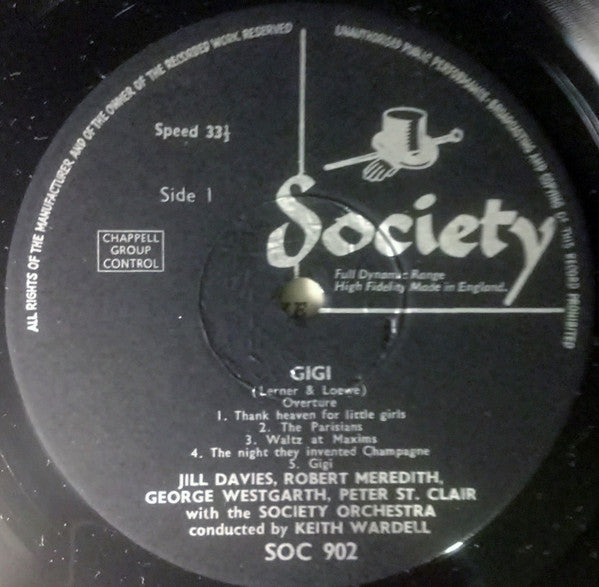 ALL RIGHTS OF THE MANUFACTURER AND OF THE OWNER OF THE RECORDED WORK RESERVED
UNAUTHORISED PUBLIC PERFORMANCE BROADCASTING AND COPYING OF THIS RECORD PROHIBITED
Speed 33⅓
Side 1
CHAPPELL
GROUP
CONTROL
Society
Full Dynamic Range
High Fidelity Made in England.
GIGI
(Lerner & Loewe)
Overture
1. Thank heaven for little girls
2. The Parisians
3. Waltz at Maxims
4. The night they invented Champagne
5. Gigi
JILL DAVIES, ROBERT MEREDITH,
GEORGE WESTGARTH, PETER ST. CLAIR
with the SOCIETY ORCHESTRA
conducted by KEITH WARDELL
SOC 902